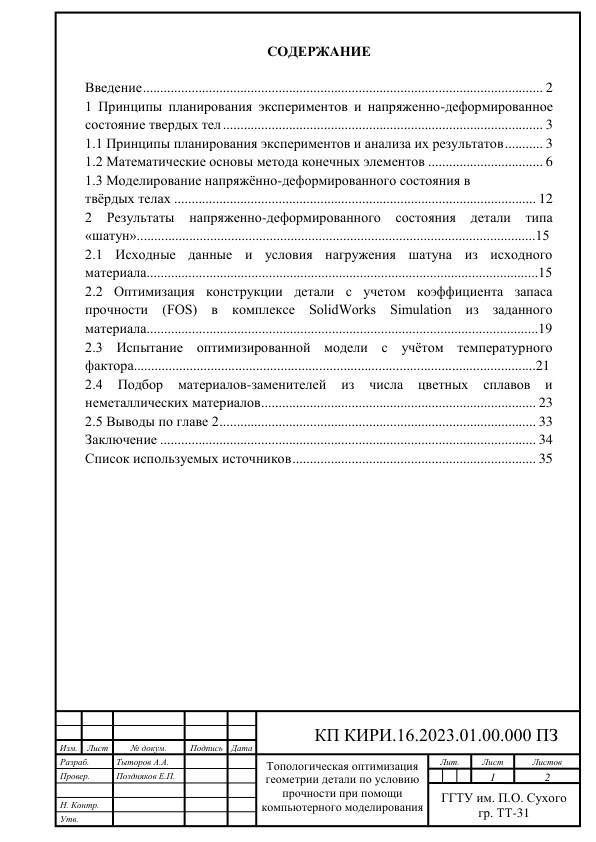 СОДЕРЖАНИЕ
Введение.................................................................................................................... 2
1 Принципы планирования экспериментов и напряженно-деформированное
состояние твердых тел ............................................................................................ 3
1.1 Принципы планирования экспериментов и анализа их результатов........... 3
1.2 Математические основы метода конечных элементов ................................. 6
1.3 Моделирование напряжённо-деформированного состояния в
твёрдых телах ........................................................................................................ 12
2 Результаты напряженно-деформированного состояния детали типа
«шатун»...................................................................................................................15
2.1 Исходные данные и условия нагружения шатуна из исходного
материала.................................................................................................................15
2.2 Оптимизация конструкции детали с учетом коэффициента запаса
прочности (FOS) в комплексе SolidWorks Simulation из заданного
материала.................................................................................................................19
2.3 Испытание оптимизированной модели с учётом температурного
фактора....................................................................................................................21
2.4 Подбор материалов-заменителей из числа цветных сплавов и
неметаллических материалов............................................................................... 23
2.5 Выводы по главе 2............................................................................................ 33
Заключение ............................................................................................................ 34
Список используемых источников...................................................................... 35
КП КИРИ.16.2023.01.00.000 ПЗ
Изм. Лист № докум. Подпись Дата
Разраб. Тыторов А.А.
Провер. Поздняков Е.П.
Н. Контр.
Утв.
Топологическая оптимизация
геометрии детали по условию
прочности при помощи
компьютерного моделирования
Лит. Лист Листов
1 2
ГГТУ им. П.О. Сухого
гр. ТТ-31